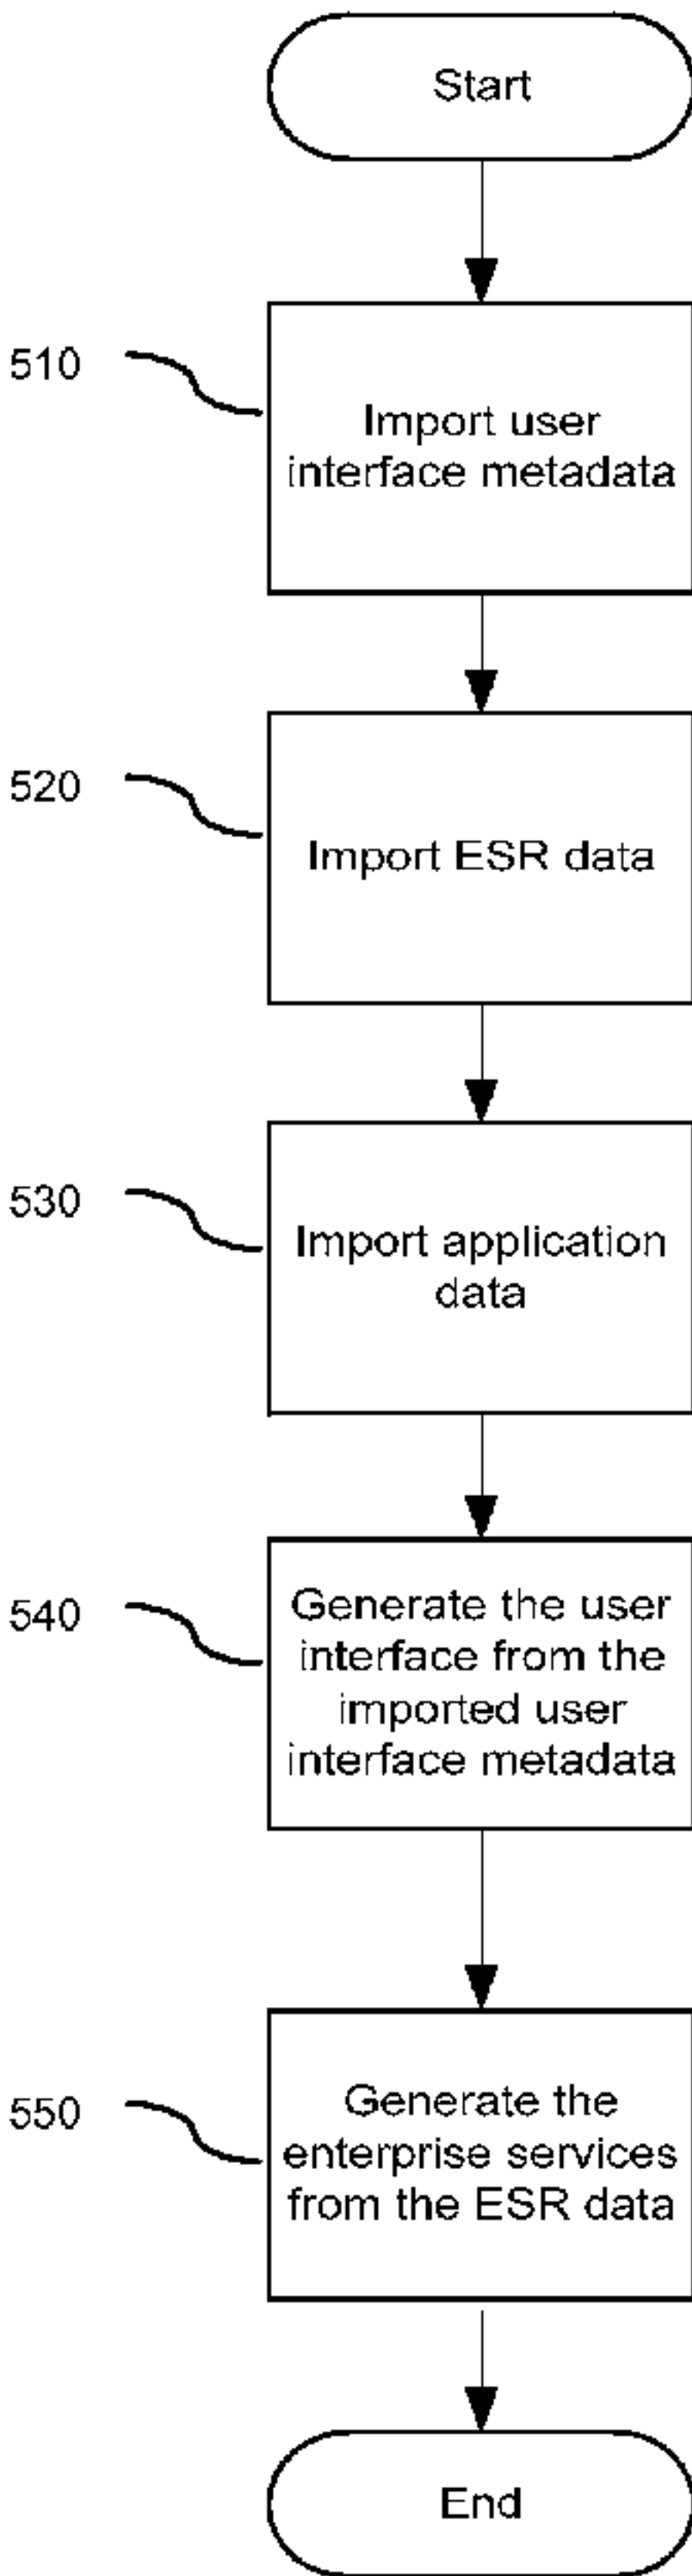 Start
510
Import user
interface metadata
520
Import ESR data
530
Import application
data
540
Generate the user
interface from the
imported user
interface metadata
550
Generate the
enterprise services
from the ESR data
End